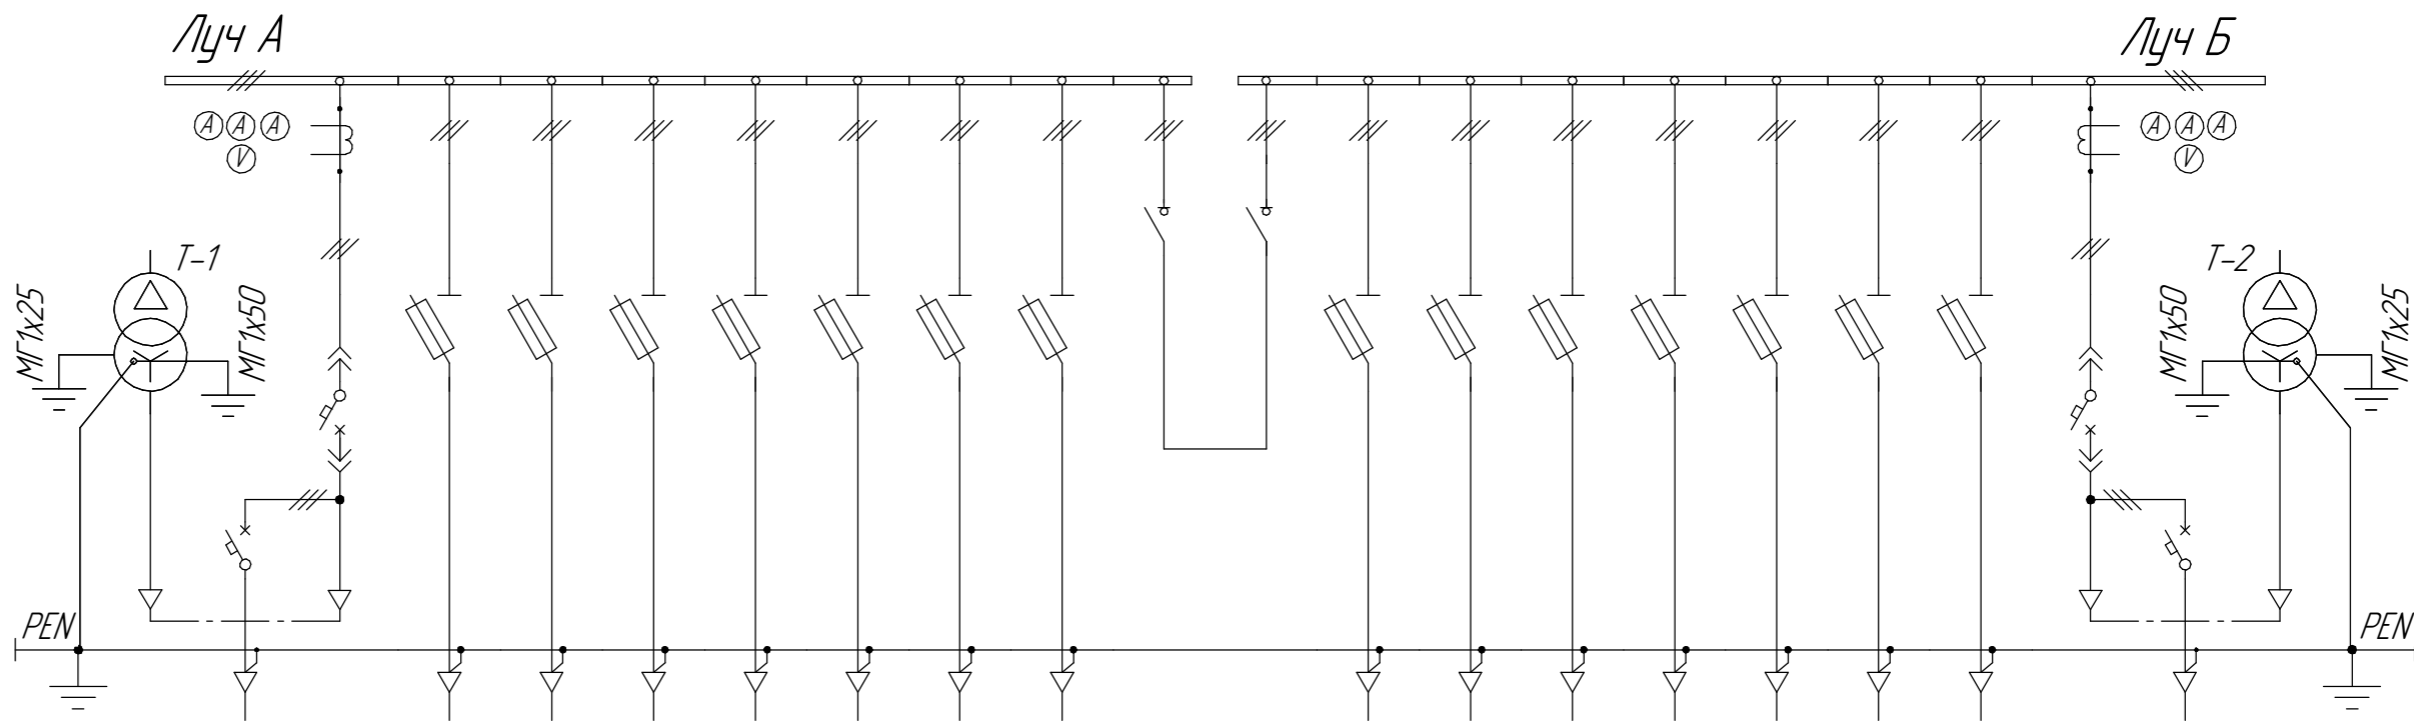 Луч А
Луч Б
А А А
А А А
V
V
Т-1
Т-2
МГ1х25
МГ1х50
МГ1х50
МГ1х25
PEN
PEN